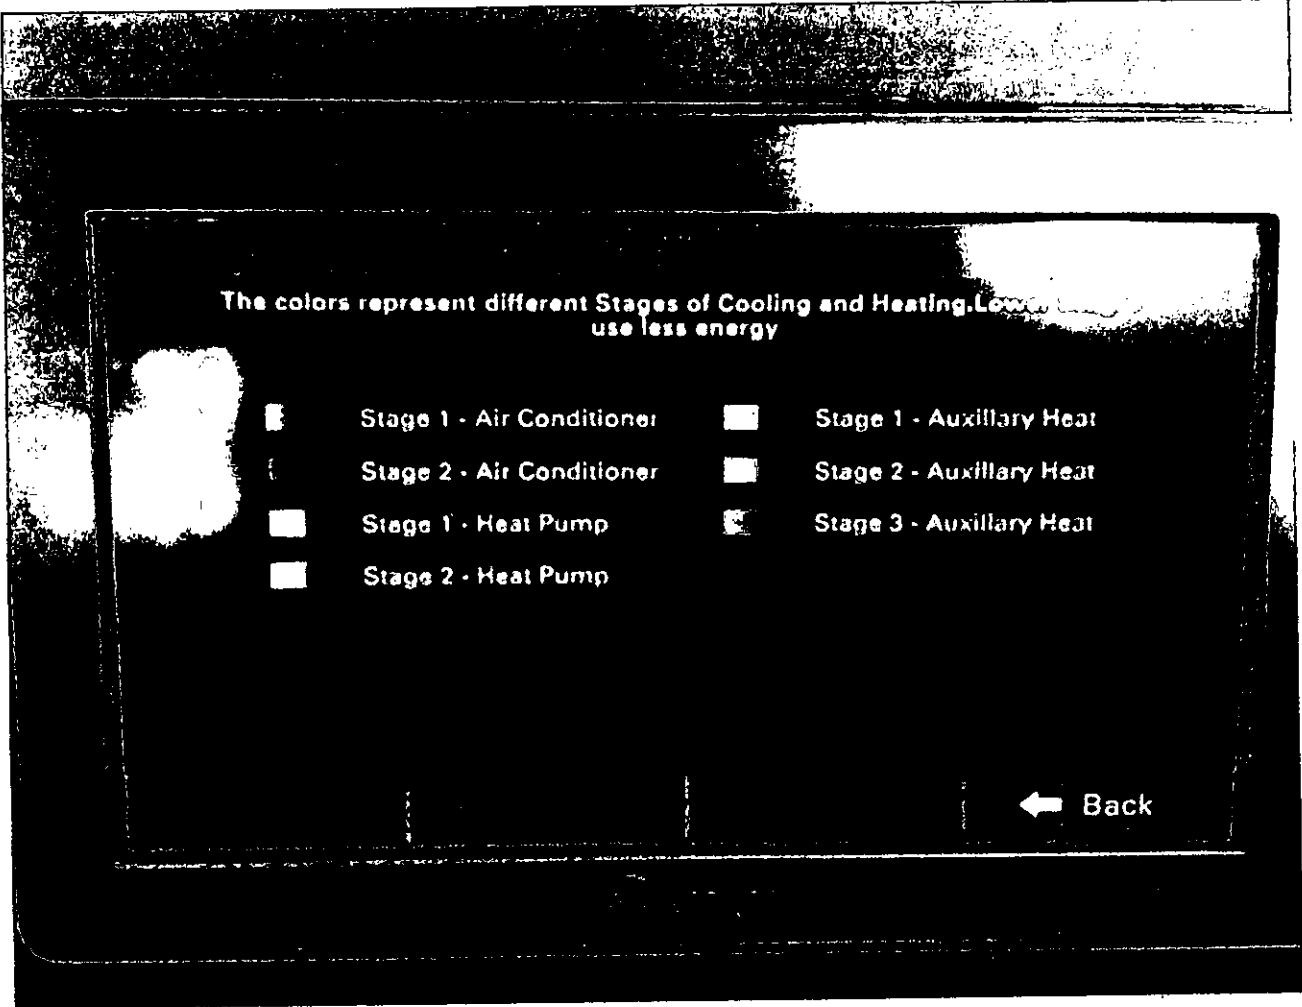 The colors represent different Stages of Cooling and Heating.Lower
use less energy
Stage 1 - Air Conditioner
Stage 2 - Air Conditioner
Stage 1 - Heat Pump
Stage 2 - Heat Pump
Stage 1 - Auxillary Heat
Stage 2 - Auxillary Heat
Stage 3 - Auxillary Heat
Back